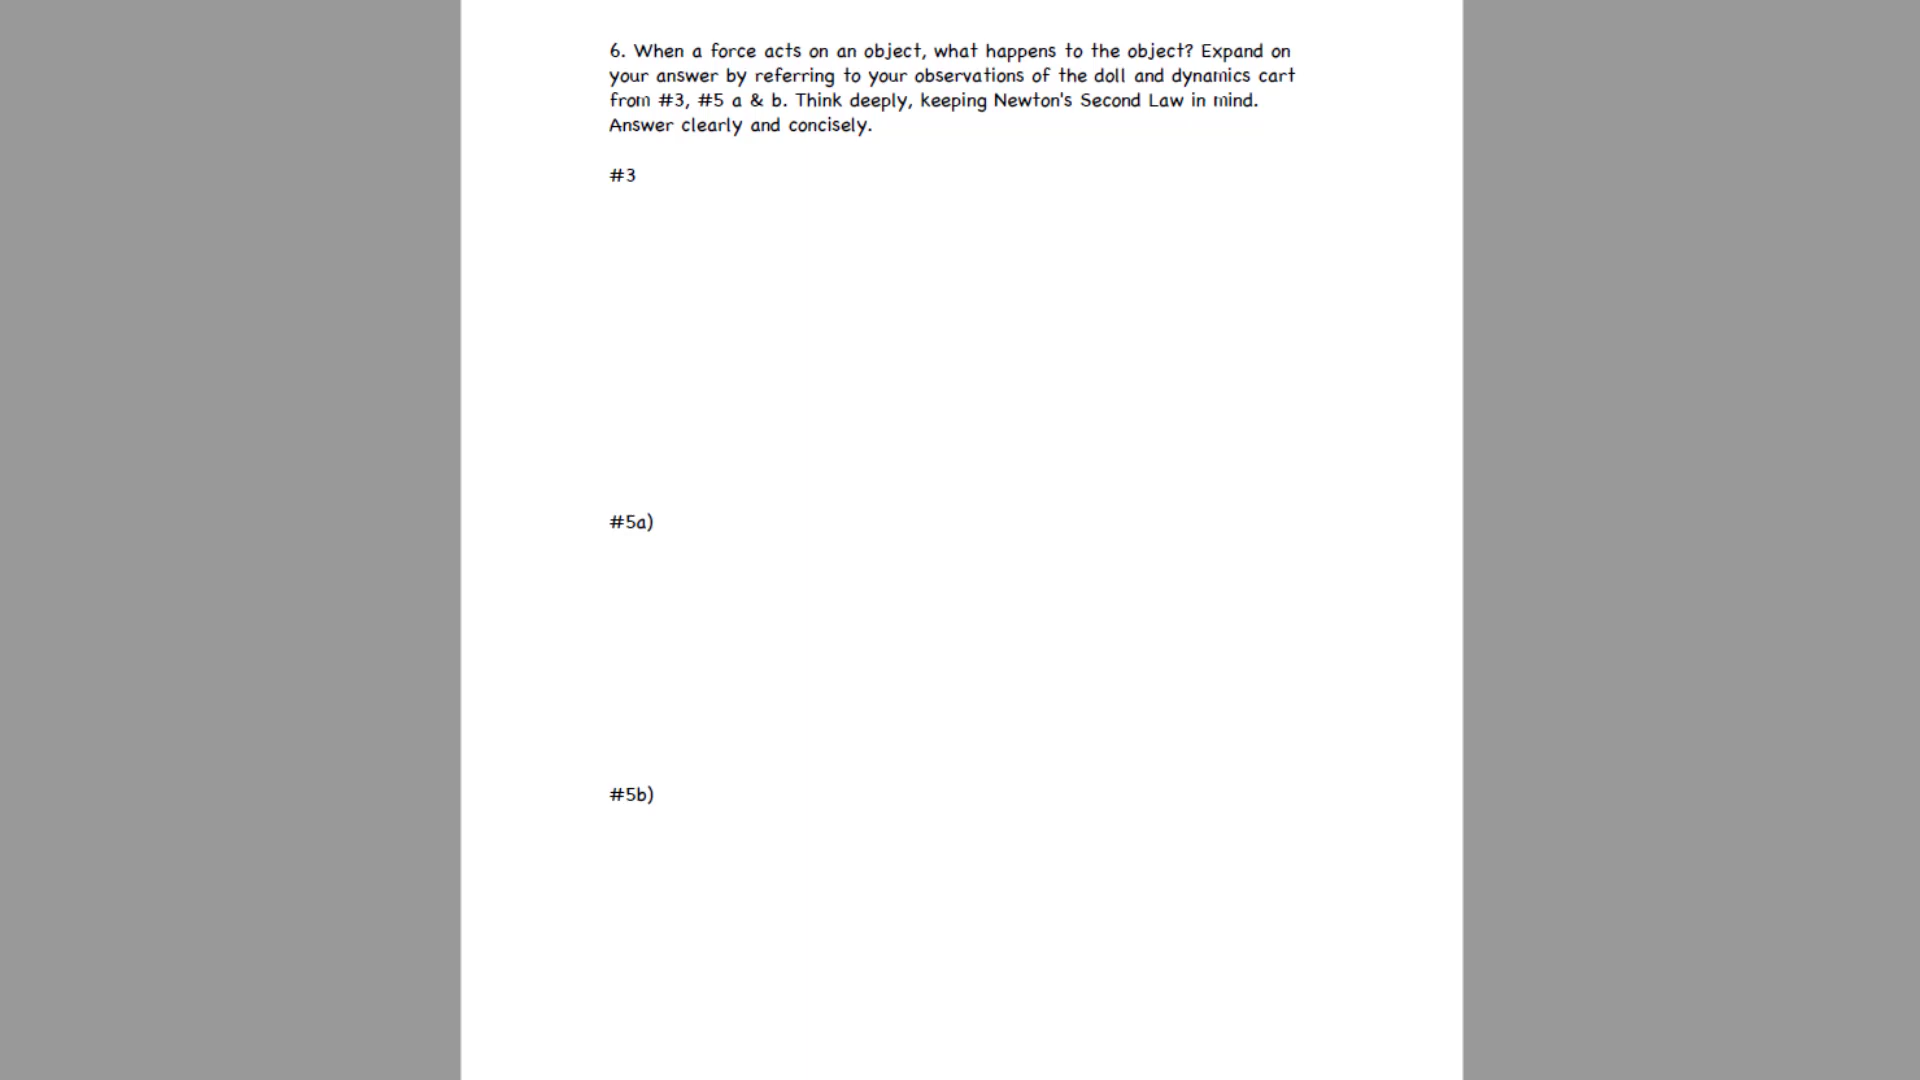 6. When a force acts on an object, what happens to the object? Expand on
your answer by referring to your observations of the doll and dynamics cart
from #3, #5 a & b. Think deeply, keeping Newton's Second Law in mind.
Answer clearly and concisely.
#3
#5a)
#5b)